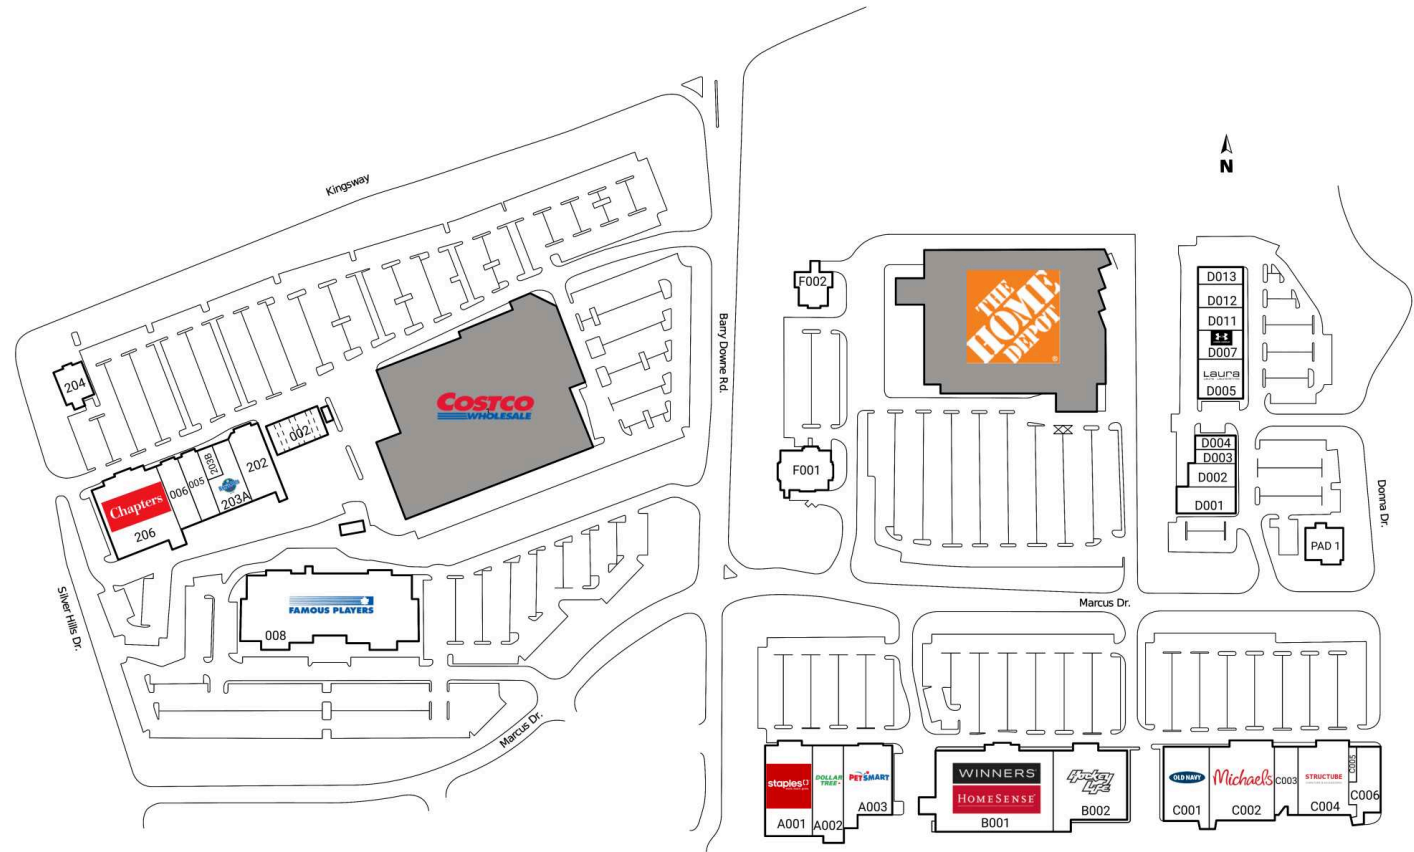 Kingsway
N
Barry Downe Rd.
204
002
COSTCO
WHOLESALE
F002
THE
HOME
DEPOT
D013
D012
D011
D007
Laura
D005
F001
D004
D003
D002
D001
Donna Dr.
PAD 1
Chapters
206
006
005
203B
203A
202
Silver Hills Dr.
FAMOUS PLAYERS
008
Marcus Dr.
Marcus Dr.
staples
A001
DOLLAR
TREE
A002
PETSMART
A003
WINNERS
HOMESENSE
B001
Hockey
Life
B002
OLD NAVY
C001
Michaels
C002
C003
STRUCTUBE
C004
C005
C006